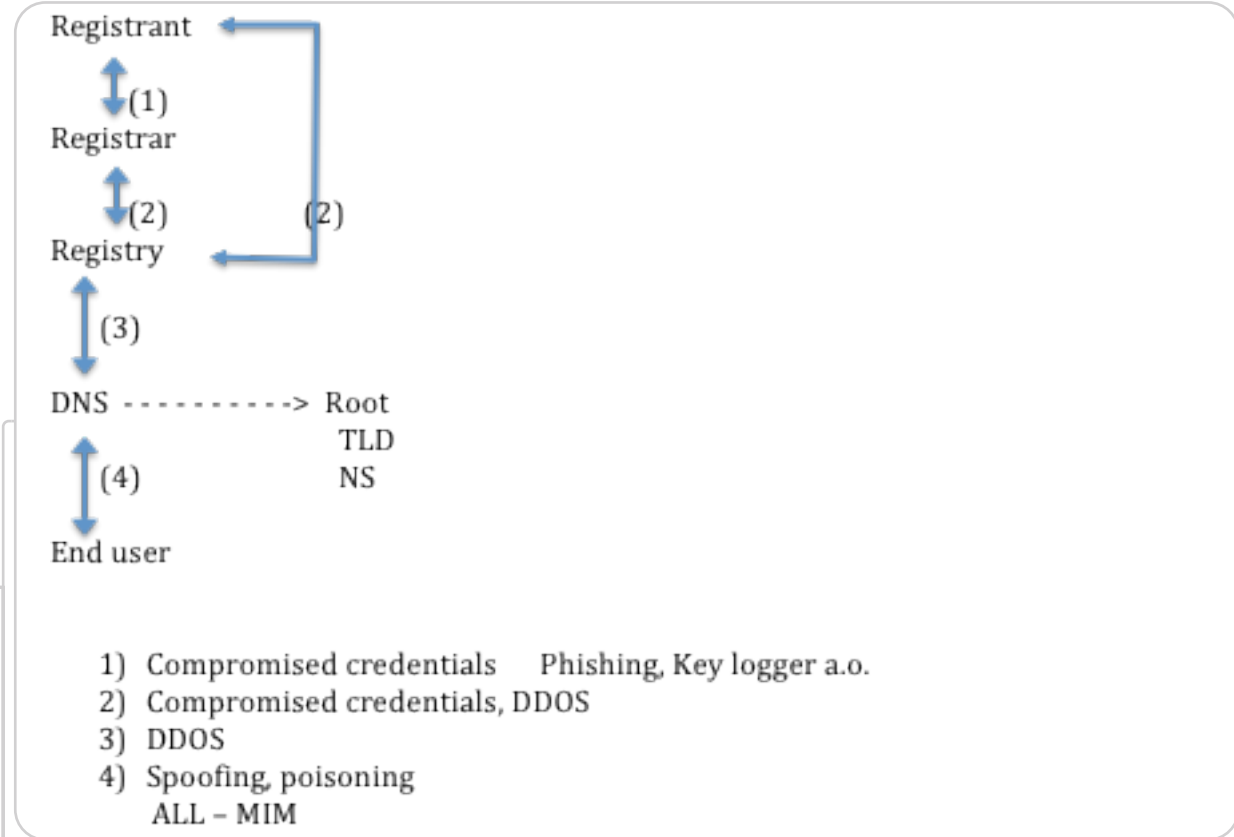 Registrant
(1)
Registrar
(2) (2)
Registry
(3)
DNS - - - - - - - - - -> Root
TLD
NS
(4)
End user
1) Compromised credentials Phishing, Key logger a.o.
2) Compromised credentials, DDOS
3) DDOS
4) Spoofing, poisoning
ALL – MIM